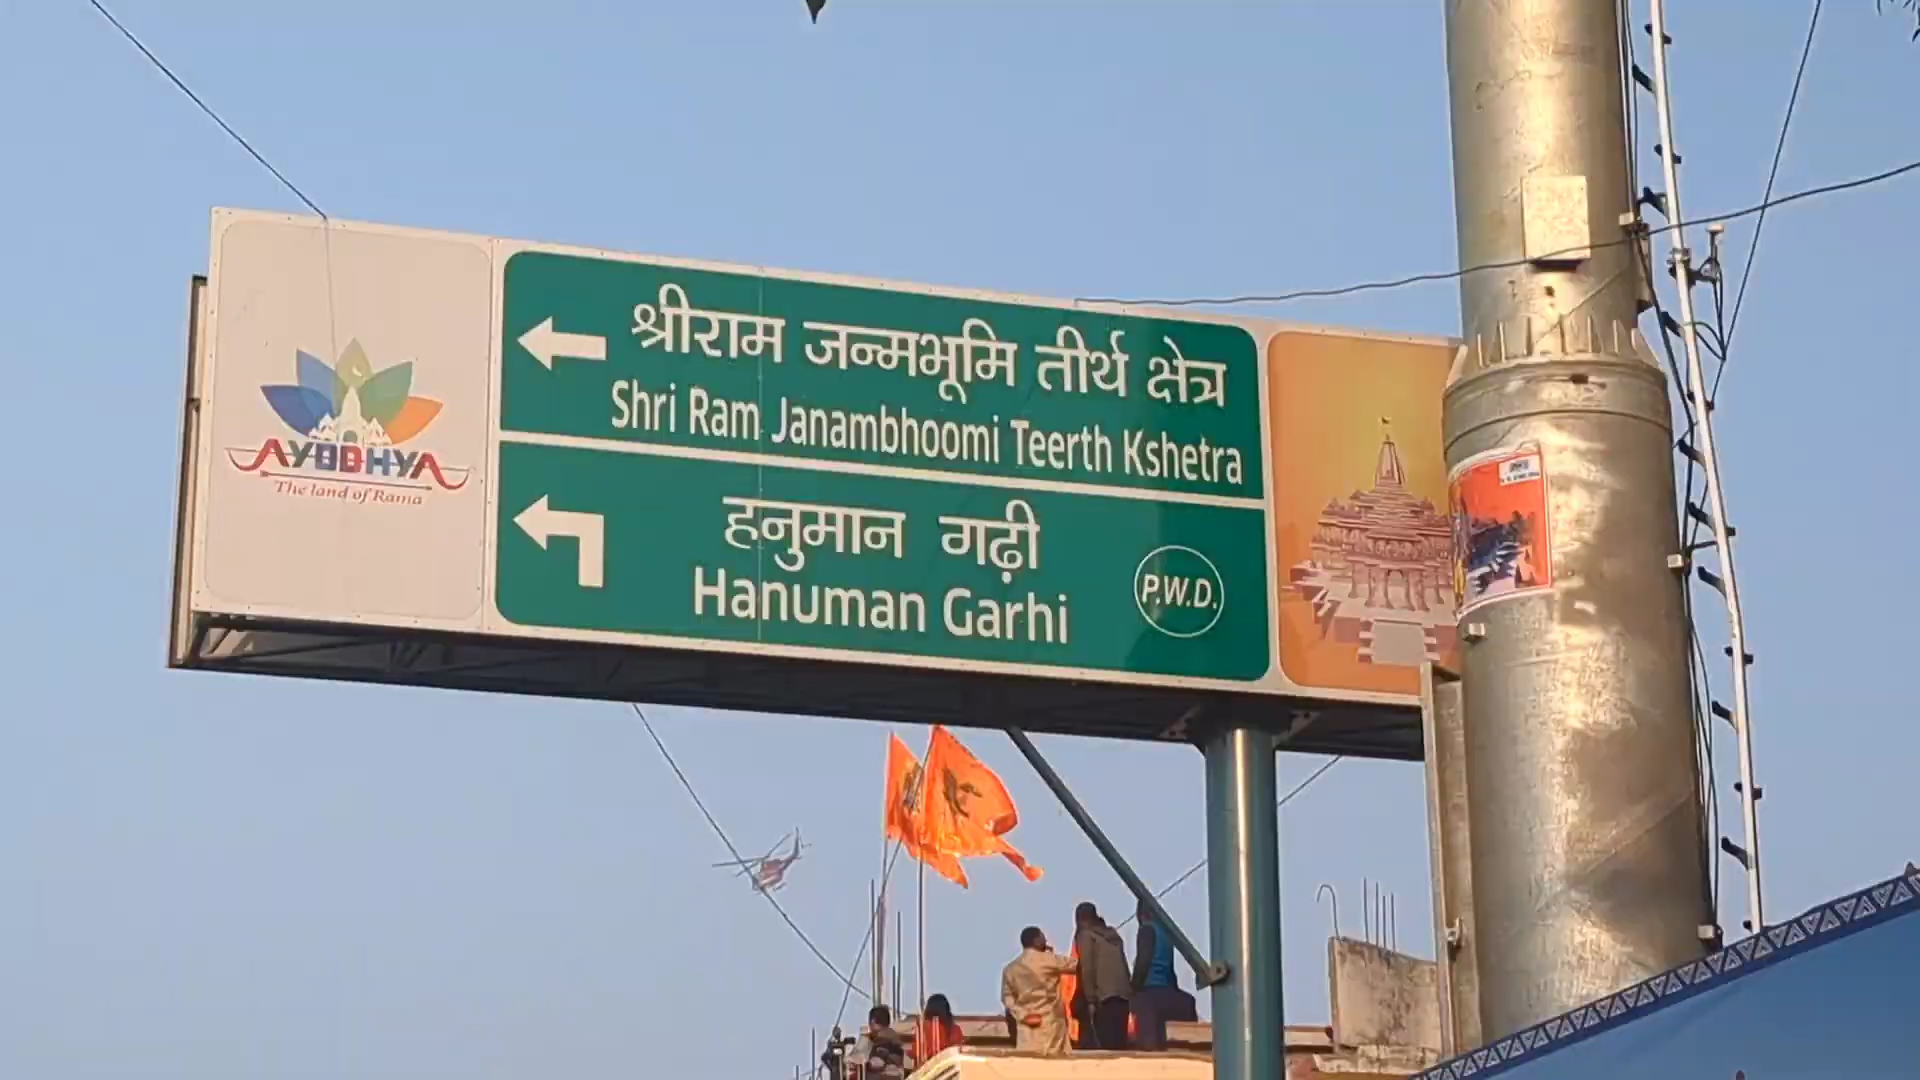 AYODHYA
The land of Rama
श्रीराम जन्मभूमि तीर्थ क्षेत्र
Shri Ram Janambhoomi Teerth Kshetra
हनुमान गढ़ी
Hanuman Garhi
P.W.D.